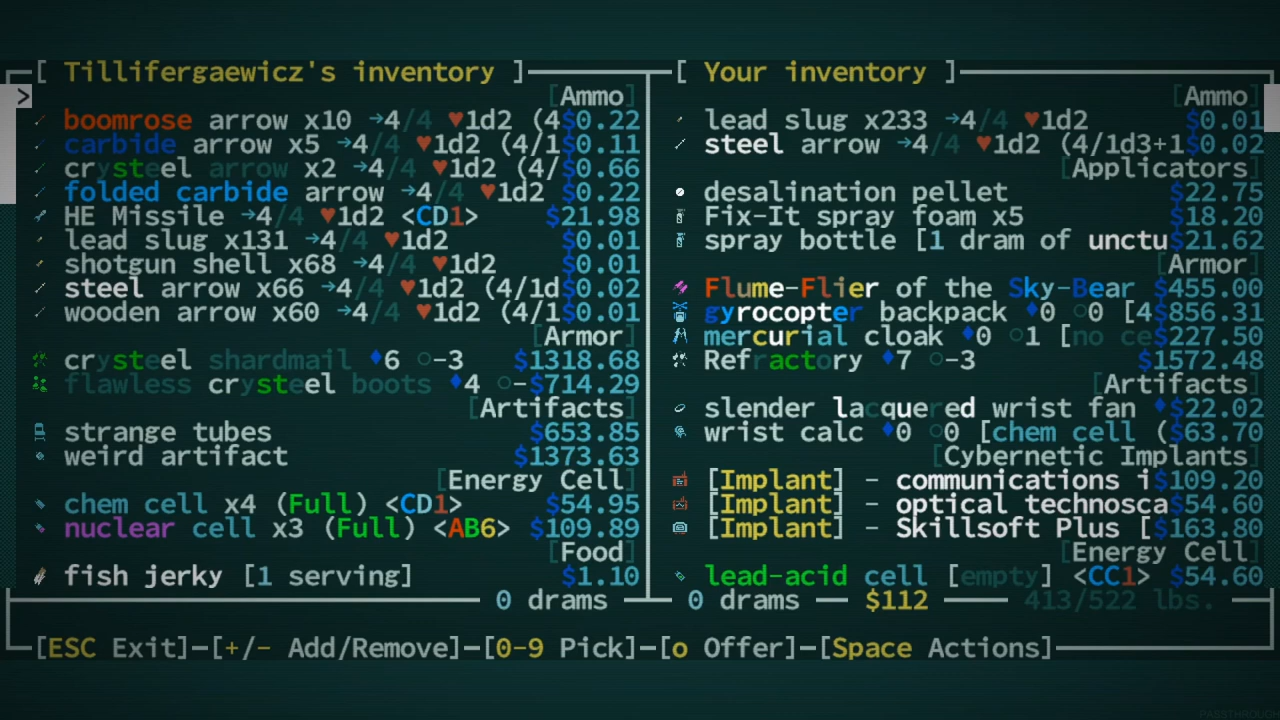 [ Tillifergaewicz's inventory ]
[Ammo]
boomrose arrow x10 →4/4 ♥1d2 (4$0.22
carbide arrow x5 →4/4 ♥1d2 (4/1$0.11
crysteel arrow x2 →4/4 ♥1d2 (4/$0.66
folded carbide arrow →4/4 ♥1d2 $0.22
HE Missile →4/4 ♥1d2 <CD1> $21.98
lead slug x131 →4/4 ♥1d2 $0.01
shotgun shell x68 →4/4 ♥1d2 $0.01
steel arrow x66 →4/4 ♥1d2 (4/1d$0.02
wooden arrow x60 →4/4 ♥1d2 (4/1$0.01
[Armor]
crysteel shardmail ♦6 ○-3 $1318.68
flawless crysteel boots ♦4 ○-$714.29
[Artifacts]
strange tubes $653.85
weird artifact $1373.63
[Energy Cell]
chem cell x4 (Full) <CD1> $54.95
nuclear cell x3 (Full) <AB6> $109.89
[Food]
fish jerky [1 serving] $1.10
0 drams
[ Your inventory ]
[Ammo]
lead slug x233 →4/4 ♥1d2 $0.01
steel arrow →4/4 ♥1d2 (4/1d3+1$0.02
[Applicators]
desalination pellet $22.75
Fix-It spray foam x5 $18.20
spray bottle [1 dram of unctu$21.62
[Armor]
Flume-Flier of the Sky-Bear $455.00
gyrocopter backpack ♦0 ○0 [4$856.31
mercurial cloak ♦0 ○1 [no ce$227.50
Refractory ♦7 ○-3 $1572.48
[Artifacts]
slender lacquered wrist fan ♦$22.02
wrist calc ♦0 ○0 [chem cell ($63.70
[Cybernetic Implants]
[Implant] - communications i$109.20
[Implant] - optical technosca$54.60
[Implant] - Skillsoft Plus [$163.80
[Energy Cell]
lead-acid cell [empty] <CC1> $54.60
0 drams $112 413/522 lbs.
[ESC Exit]-[+/- Add/Remove]-[0-9 Pick]-[o Offer]-[Space Actions]